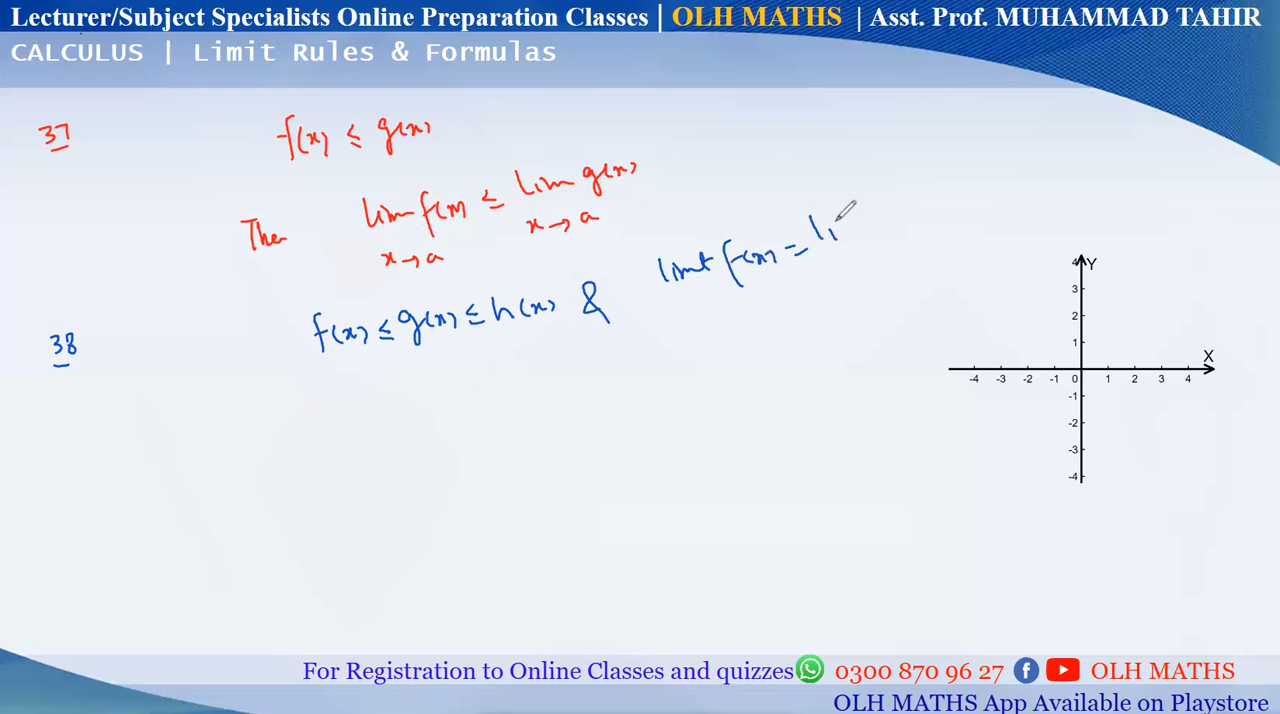 Lecturer/Subject Specialists Online Preparation Classes | OLH MATHS | Asst. Prof. MUHAMMAD TAHIR
CALCULUS | Limit Rules & Formulas
37 f(x) ≤ g(x)
Then lim f(x) ≤ lim g(x)
x→a x→a
limit f(x) = li
38 f(x) ≤ g(x) ≤ h(x) &
4 Y
3
2
1
X
-4 -3 -2 -1 0 1 2 3 4
-1
-2
-3
-4
For Registration to Online Classes and quizzes 0300 870 96 27 f OLH MATHS
OLH MATHS App Available on Playstore